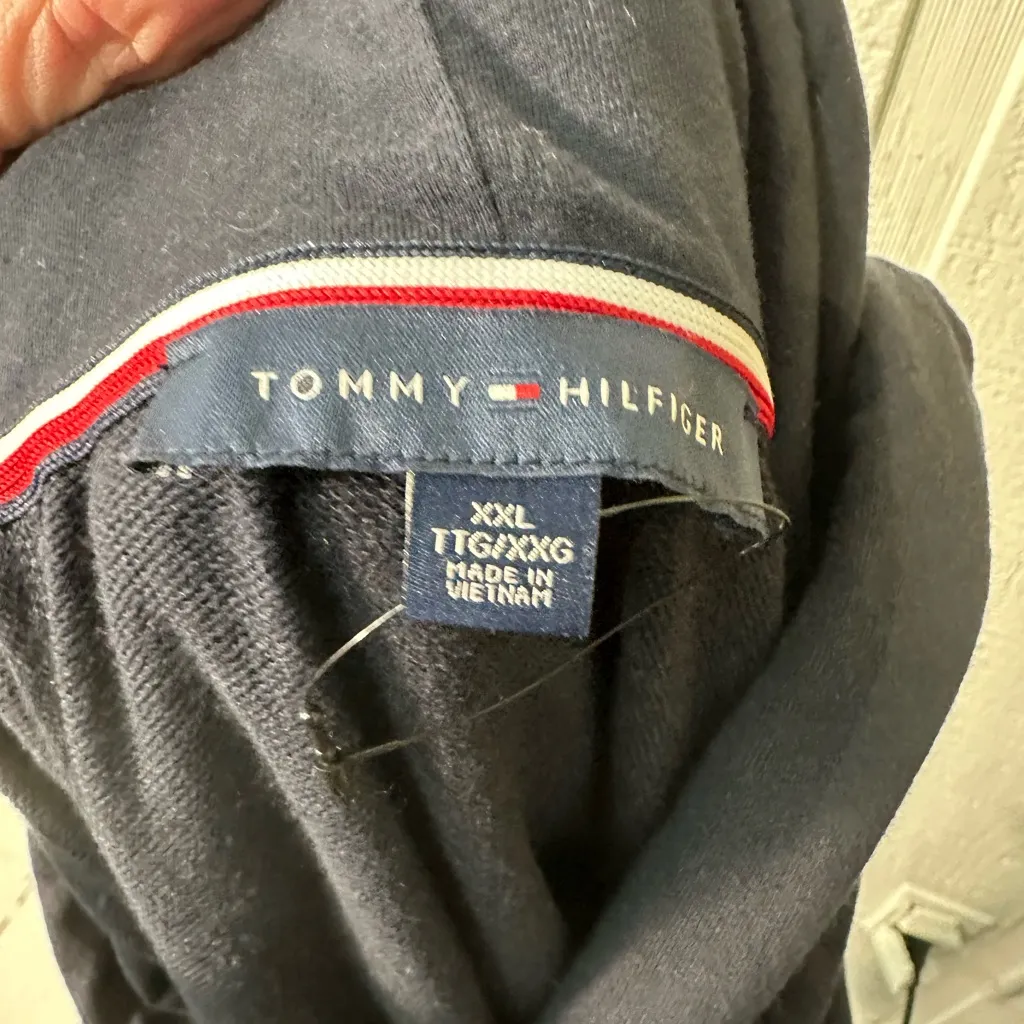 TOMMY HILFIGER
XXL
TTG/XXG
MADE IN
VIETNAM